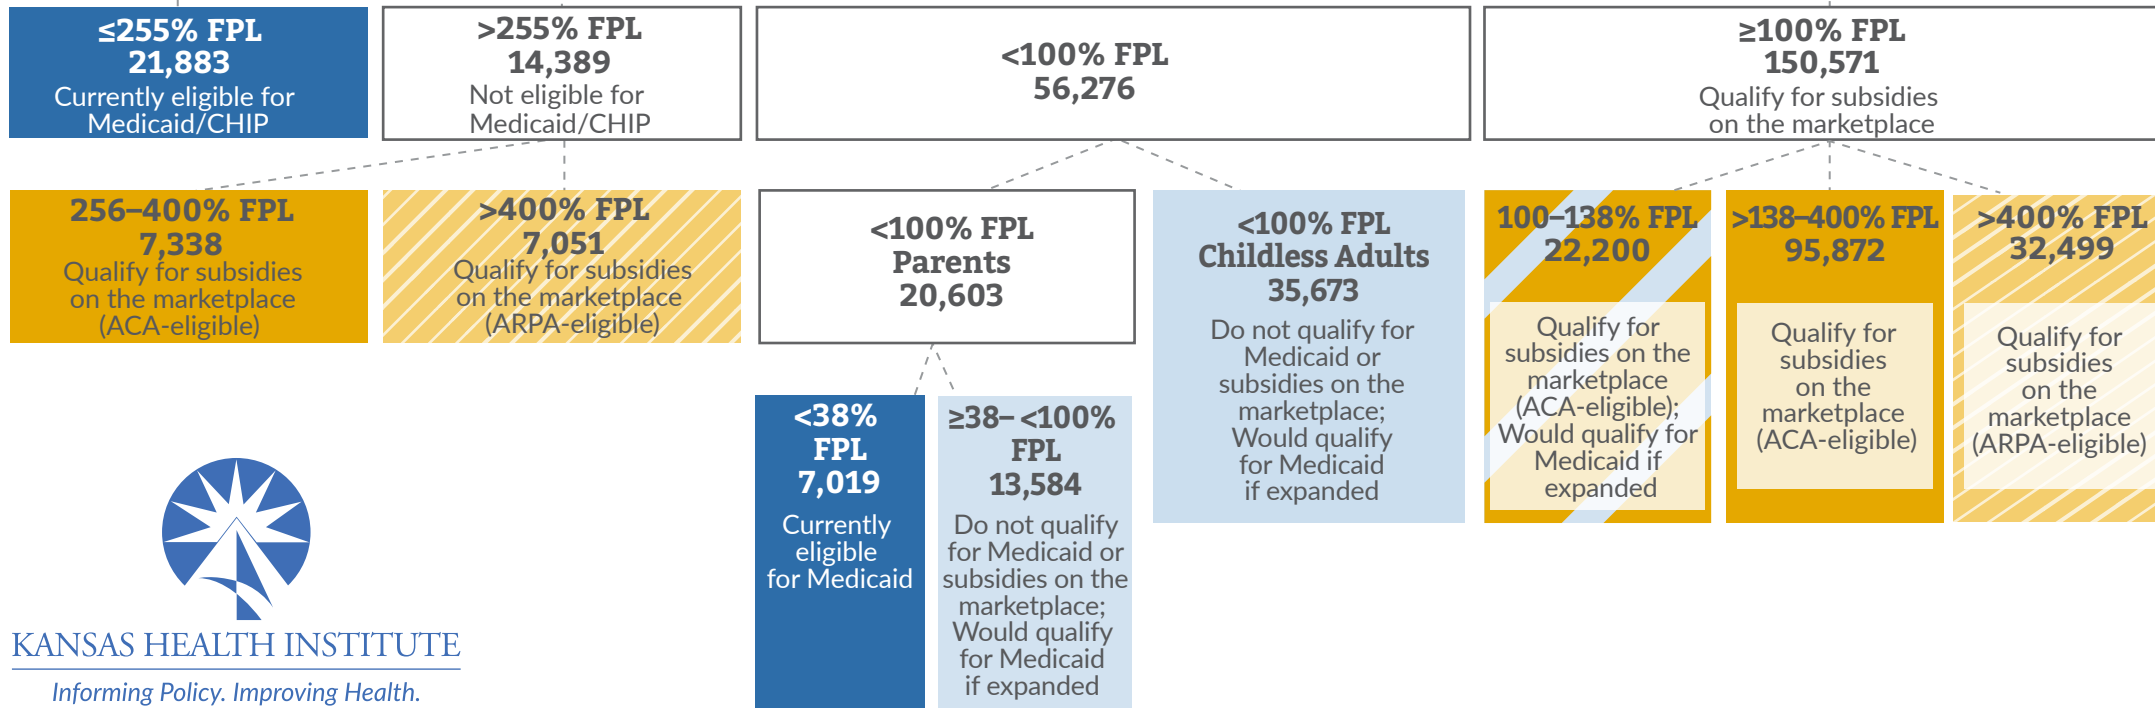 ≤255% FPL
21,883
Currently eligible for
Medicaid/CHIP
>255% FPL
14,389
Not eligible for
Medicaid/CHIP
<100% FPL
56,276
≥100% FPL
150,571
Qualify for subsidies
on the marketplace
256–400% FPL
7,338
Qualify for subsidies
on the marketplace
(ACA-eligible)
>400% FPL
7,051
Qualify for subsidies
on the marketplace
(ARPA-eligible)
<100% FPL
Parents
20,603
<100% FPL
Childless Adults
35,673
Do not qualify for
Medicaid or
subsidies on the
marketplace;
Would qualify
for Medicaid
if expanded
100–138% FPL
22,200
Qualify for
subsidies on the
marketplace
(ACA-eligible);
Would qualify for
Medicaid if
expanded
>138–400% FPL
95,872
Qualify for
subsidies
on the
marketplace
(ACA-eligible)
>400% FPL
32,499
Qualify for
subsidies
on the
marketplace
(ARPA-eligible)
<38%
FPL
7,019
Currently
eligible
for Medicaid
≥38– <100%
FPL
13,584
Do not qualify
for Medicaid or
subsidies on the
marketplace;
Would qualify
for Medicaid
if expanded
KANSAS HEALTH INSTITUTE
Informing Policy. Improving Health.